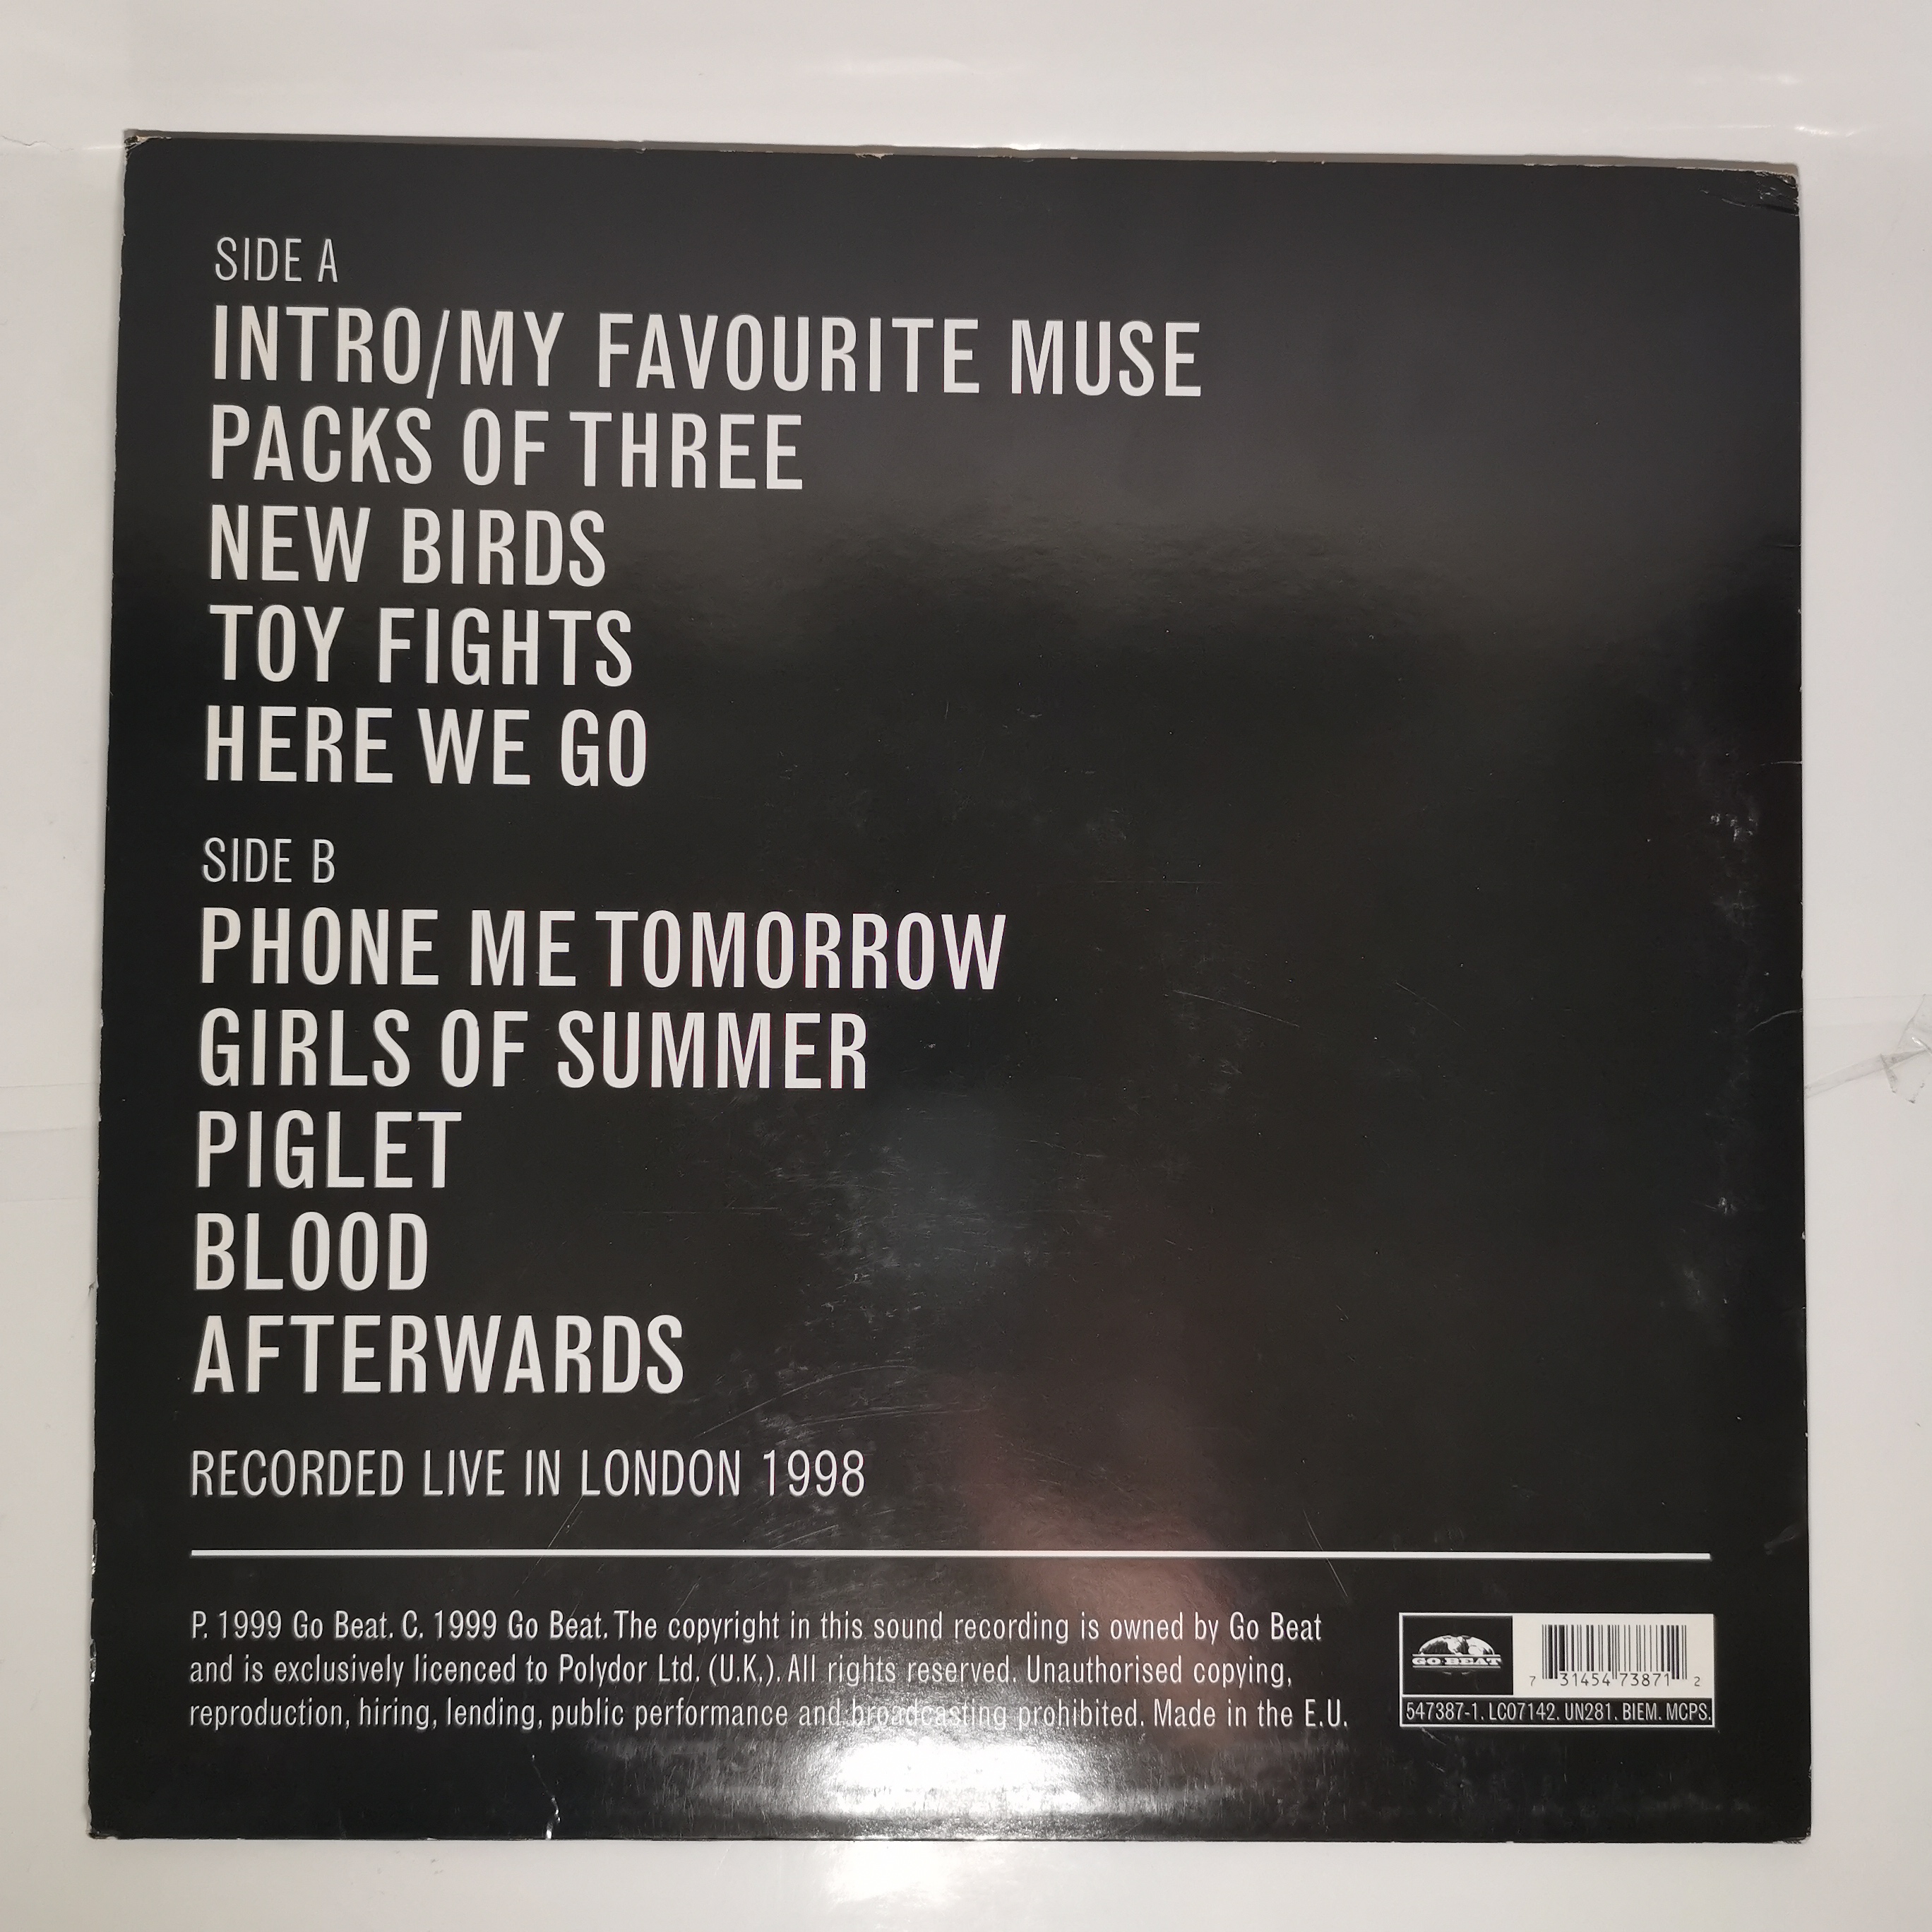 SIDE A
INTRO/MY FAVOURITE MUSE
PACKS OF THREE
NEW BIRDS
TOY FIGHTS
HERE WE GO
SIDE B
PHONE ME TOMORROW
GIRLS OF SUMMER
PIGLET
BLOOD
AFTERWARDS
RECORDED LIVE IN LONDON 1998
P. 1999 Go Beat. C. 1999 Go Beat. The copyright in this sound recording is owned by Go Beat
and is exclusively licenced to Polydor Ltd. (U.K,). All rights reserved. Unauthorised copying,
reproduction, hiring, lending, public performance and broadcasting prohibited. Made in the E.U.
GO BEAT
7 31454 73871 2
547387-1. LC07142. UN281. BIEM. MCPS.